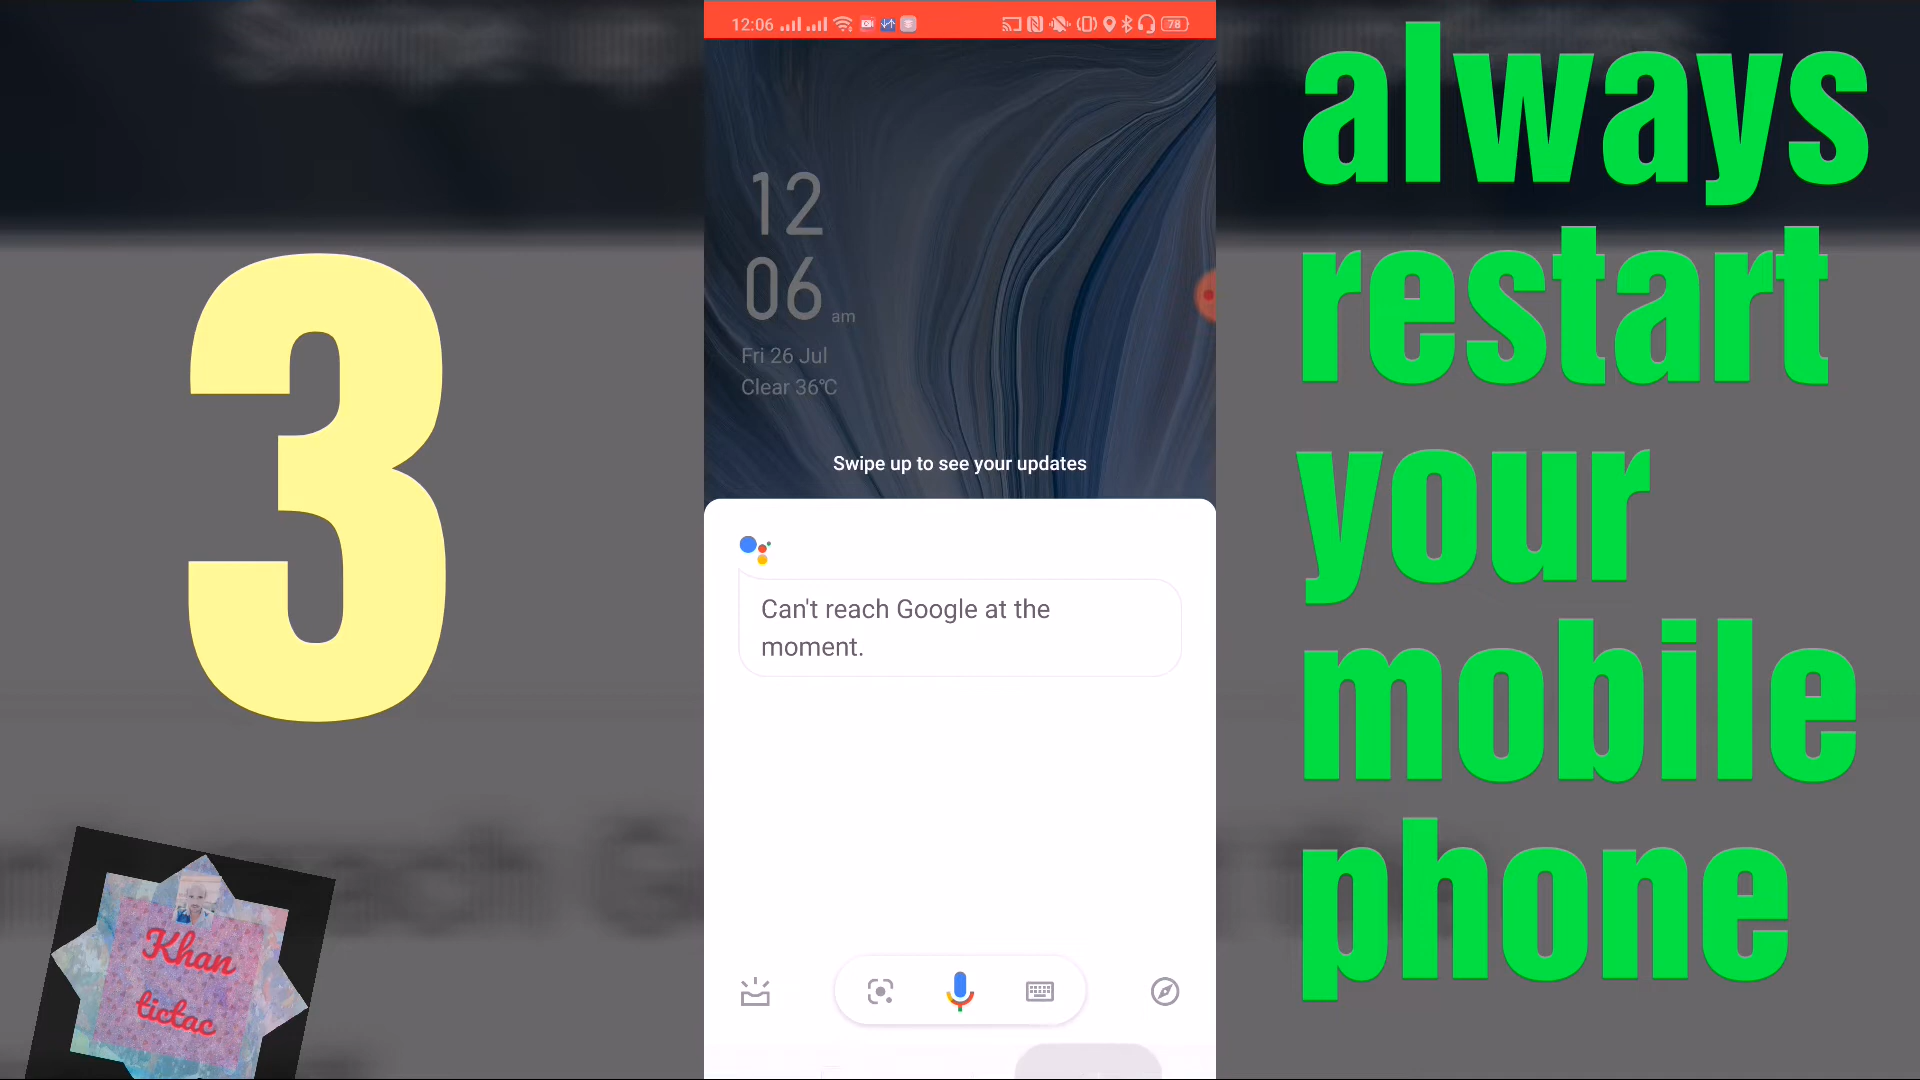 3
12:06
78
12
06
am
Fri 26 Jul
Clear 36℃
Swipe up to see your updates
Can't reach Google at the
moment.
always
restart
your
mobile
phone
Khan
tictac